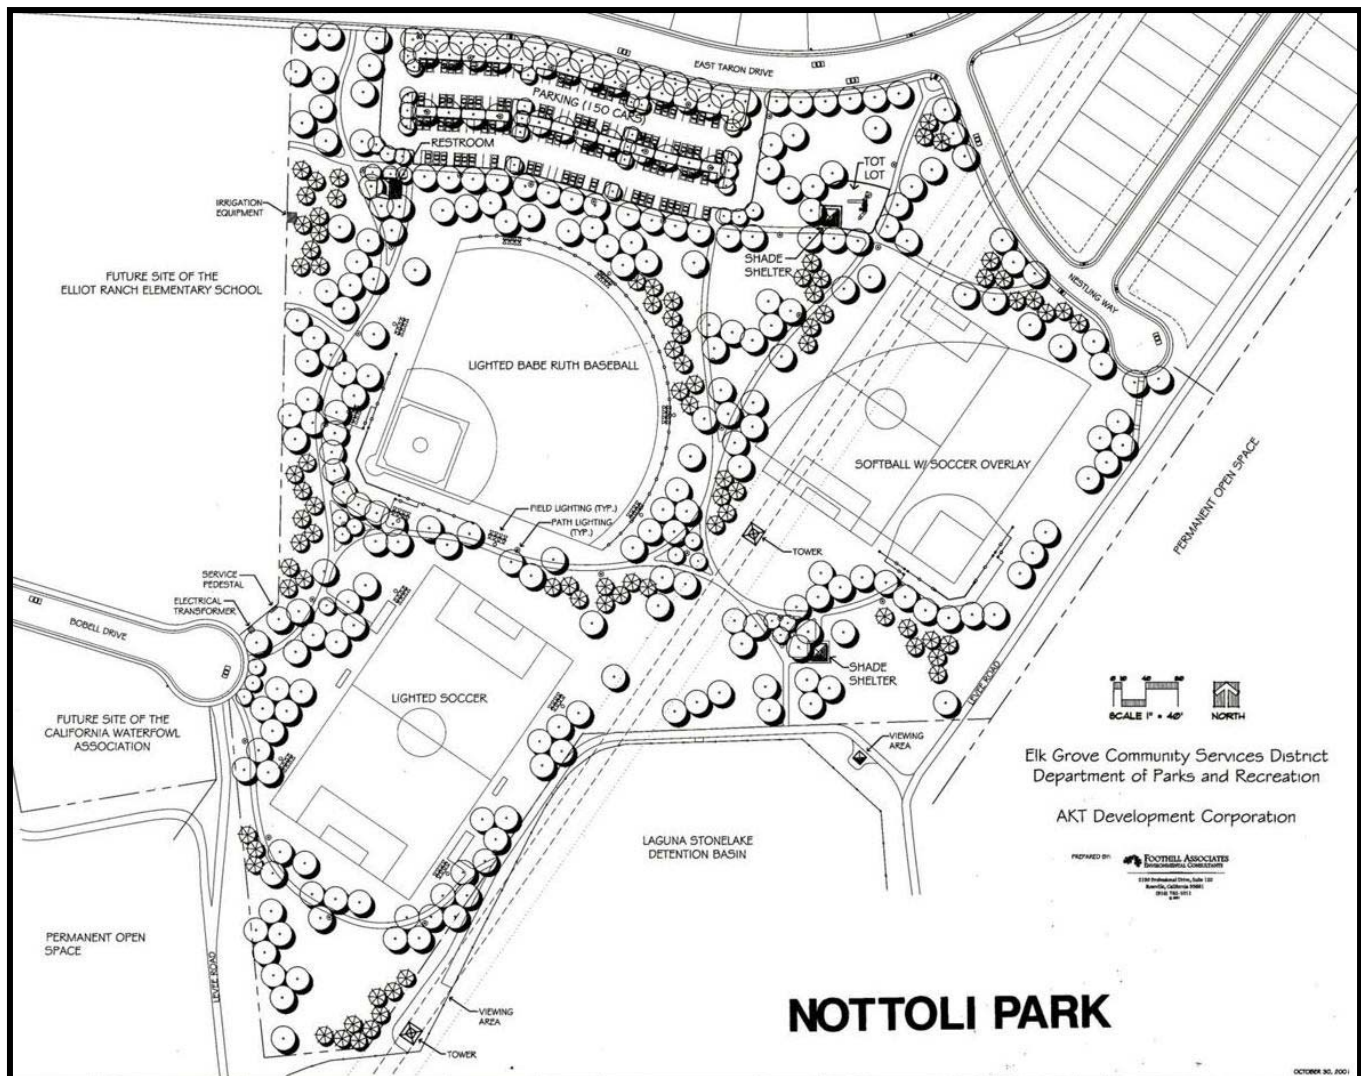 EAST TARON DRIVE
PARKING (150 CARS)
RESTROOM
TOT
LOT
IRRIGATION
EQUIPMENT
SHADE
SHELTER
FUTURE SITE OF THE
ELLIOT RANCH ELEMENTARY SCHOOL
NESTLING WAY
LIGHTED BABE RUTH BASEBALL
SOFTBALL W/ SOCCER OVERLAY
PERMANENT OPEN SPACE
FIELD LIGHTING (TYP.)
PATH LIGHTING
(TYP.)
TOWER
SERVICE
PEDESTAL
ELECTRICAL
TRANSFORMER
BOBELL DRIVE
SHADE
SHELTER
LEVEE ROAD
LIGHTED SOCCER
FUTURE SITE OF THE
CALIFORNIA WATERFOWL
ASSOCIATION
VIEWING
AREA
SCALE 1" = 40'
NORTH
Elk Grove Community Services District
Department of Parks and Recreation
AKT Development Corporation
LAGUNA STONELAKE
DETENTION BASIN
PREPARED BY:
FOOTHILL ASSOCIATES
ENVIRONMENTAL CONSULTANTS
PERMANENT OPEN
SPACE
LEVEE ROAD
VIEWING
AREA
TOWER
NOTTOLI PARK
OCTOBER 30, 2001